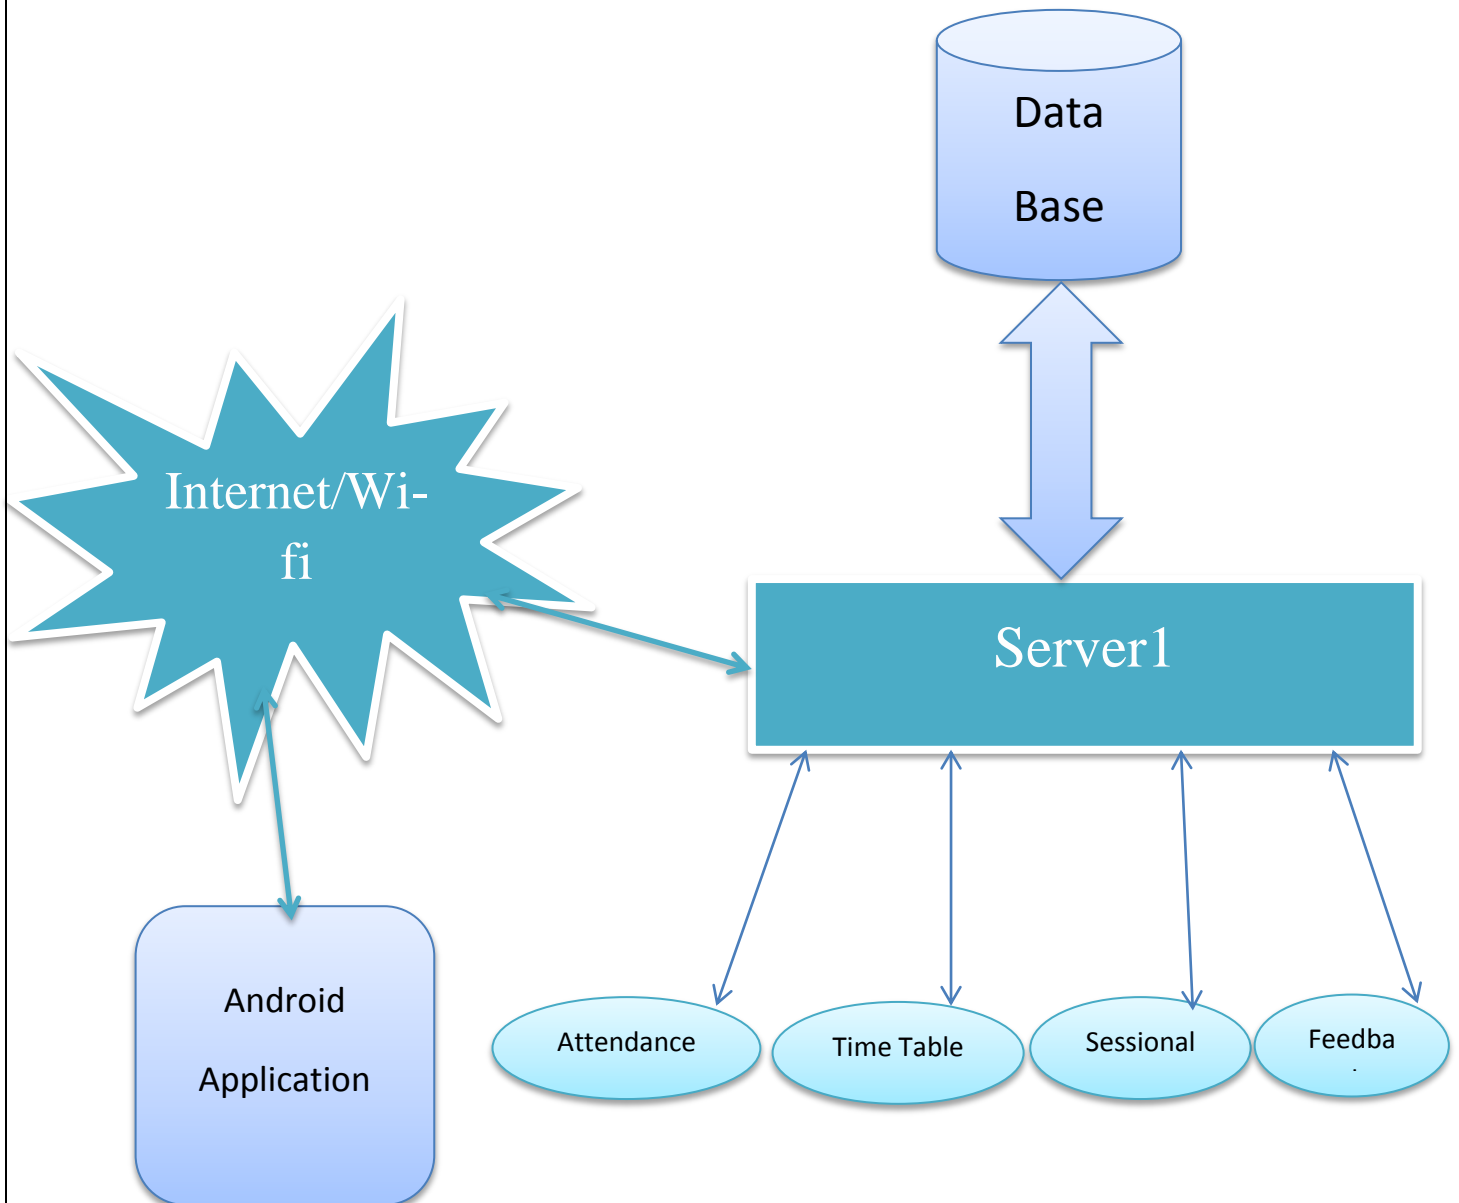 Data
Base
Internet/Wi-
fi
Server1
Android
Application
Attendance
Time Table
Sessional
Feedba